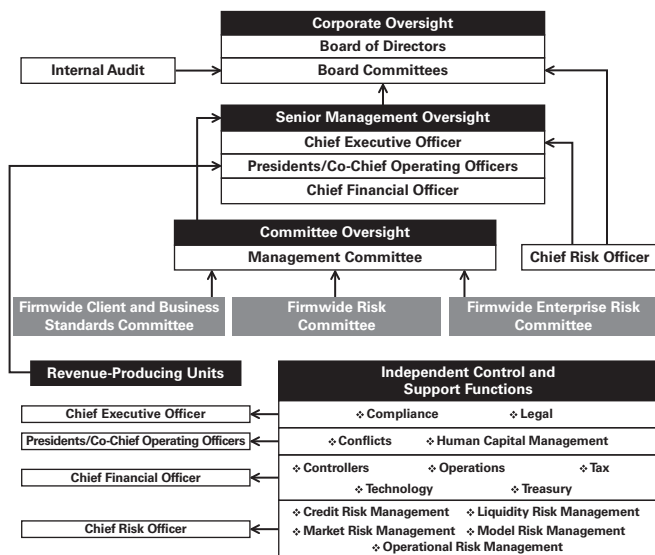 Corporate Oversight
Board of Directors
Internal Audit
Board Committees
Senior Management Oversight
Chief Executive Officer
Presidents/Co-Chief Operating Officers
Chief Financial Officer
Committee Oversight
Management Committee
Chief Risk Officer
Firmwide Client and Business
Standards Committee
Firmwide Risk
Committee
Firmwide Enterprise Risk
Committee
Revenue-Producing Units
Independent Control and
Support Functions
Chief Executive Officer
❖ Compliance ❖ Legal
Presidents/Co-Chief Operating Officers
❖ Conflicts ❖ Human Capital Management
Chief Financial Officer
❖ Controllers ❖ Operations ❖ Tax
❖ Technology ❖ Treasury
Chief Risk Officer
❖ Credit Risk Management ❖ Liquidity Risk Management
❖ Market Risk Management ❖ Model Risk Management
❖ Operational Risk Management